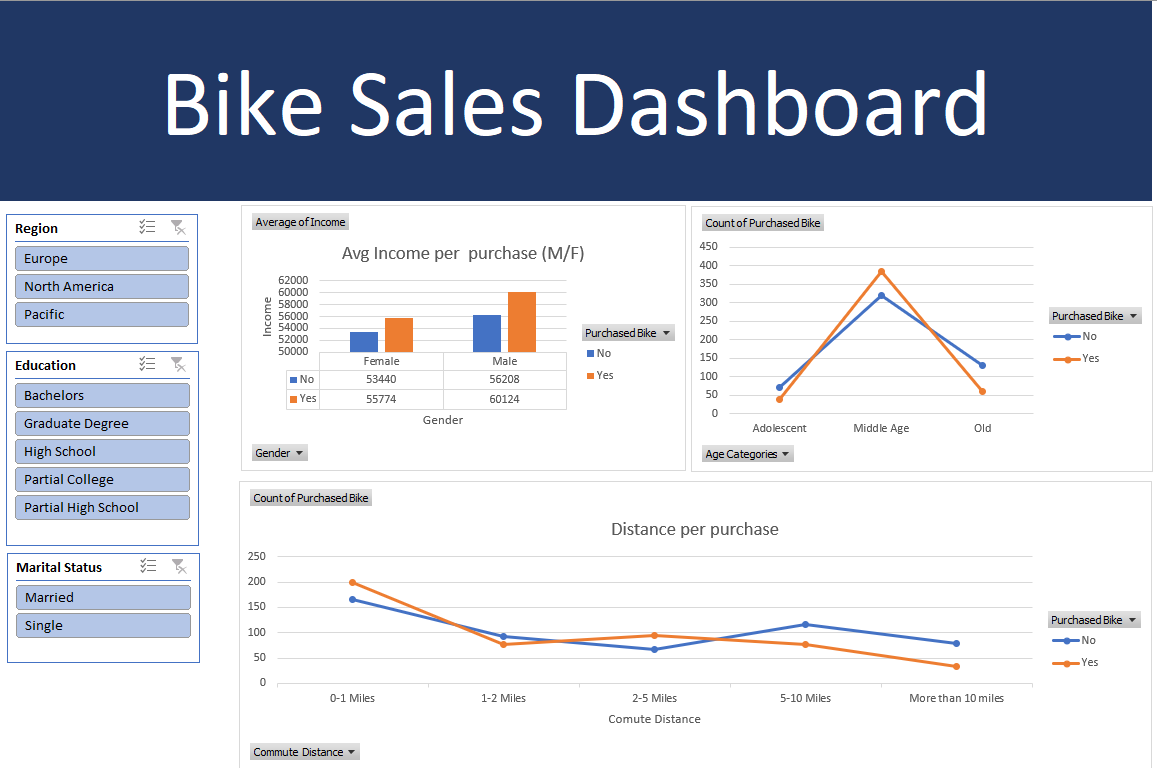 Bike Sales Dashboard
Region
Europe
North America
Pacific
Education
Bachelors
Graduate Degree
High School
Partial College
Partial High School
Marital Status
Married
Single
Average of Income
Avg Income per  purchase (M/F)
62000
60000
58000
56000
54000
52000
50000
Income
Female Male
No 53440 56208
Yes 55774 60124
Gender
Purchased Bike
No
Yes
Gender
Count of Purchased Bike
450
400
350
300
250
200
150
100
50
0
Adolescent Middle Age Old
Purchased Bike
No
Yes
Age Categories
Count of Purchased Bike
Distance per purchase
250
200
150
100
50
0
0-1 Miles 1-2 Miles 2-5 Miles 5-10 Miles More than 10 miles
Comute Distance
Purchased Bike
No
Yes
Commute Distance